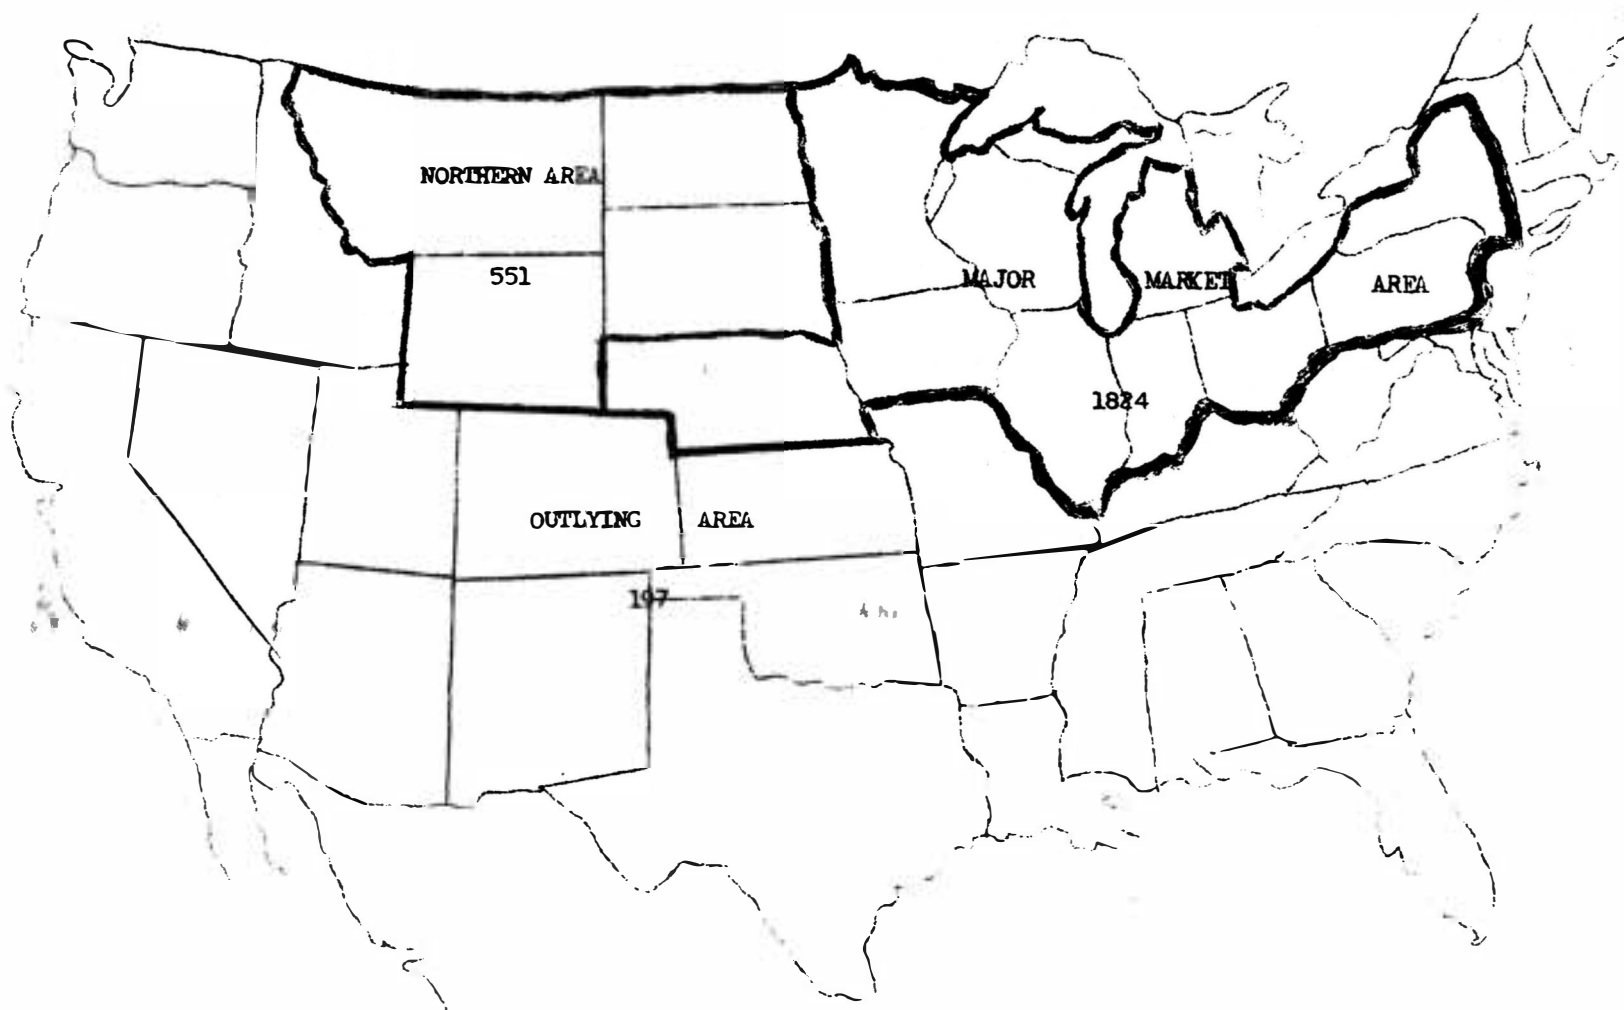 NORTHERN AREA
551
MAJOR MARKET AREA
1824
OUTLYING AREA
197